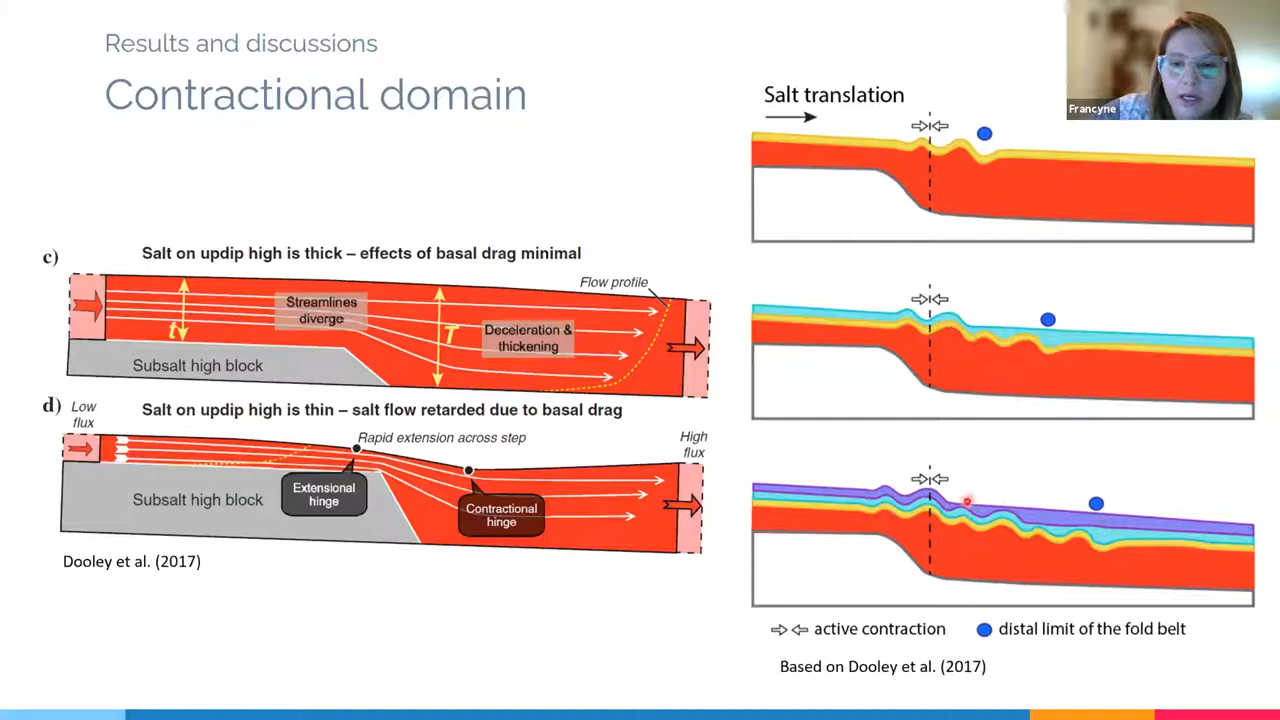 Results and discussions
Contractional domain
Francyne
c)
Salt on updip high is thick – effects of basal drag minimal
Flow profile
Streamlines
diverge
t
T
Deceleration &
thickening
Subsalt high block
d)
Low
flux
Salt on updip high is thin – salt flow retarded due to basal drag
Rapid extension across step
High
flux
Extensional
hinge
Contractional
hinge
Subsalt high block
Dooley et al. (2017)
Salt translation
active contraction
distal limit of the fold belt
Based on Dooley et al. (2017)